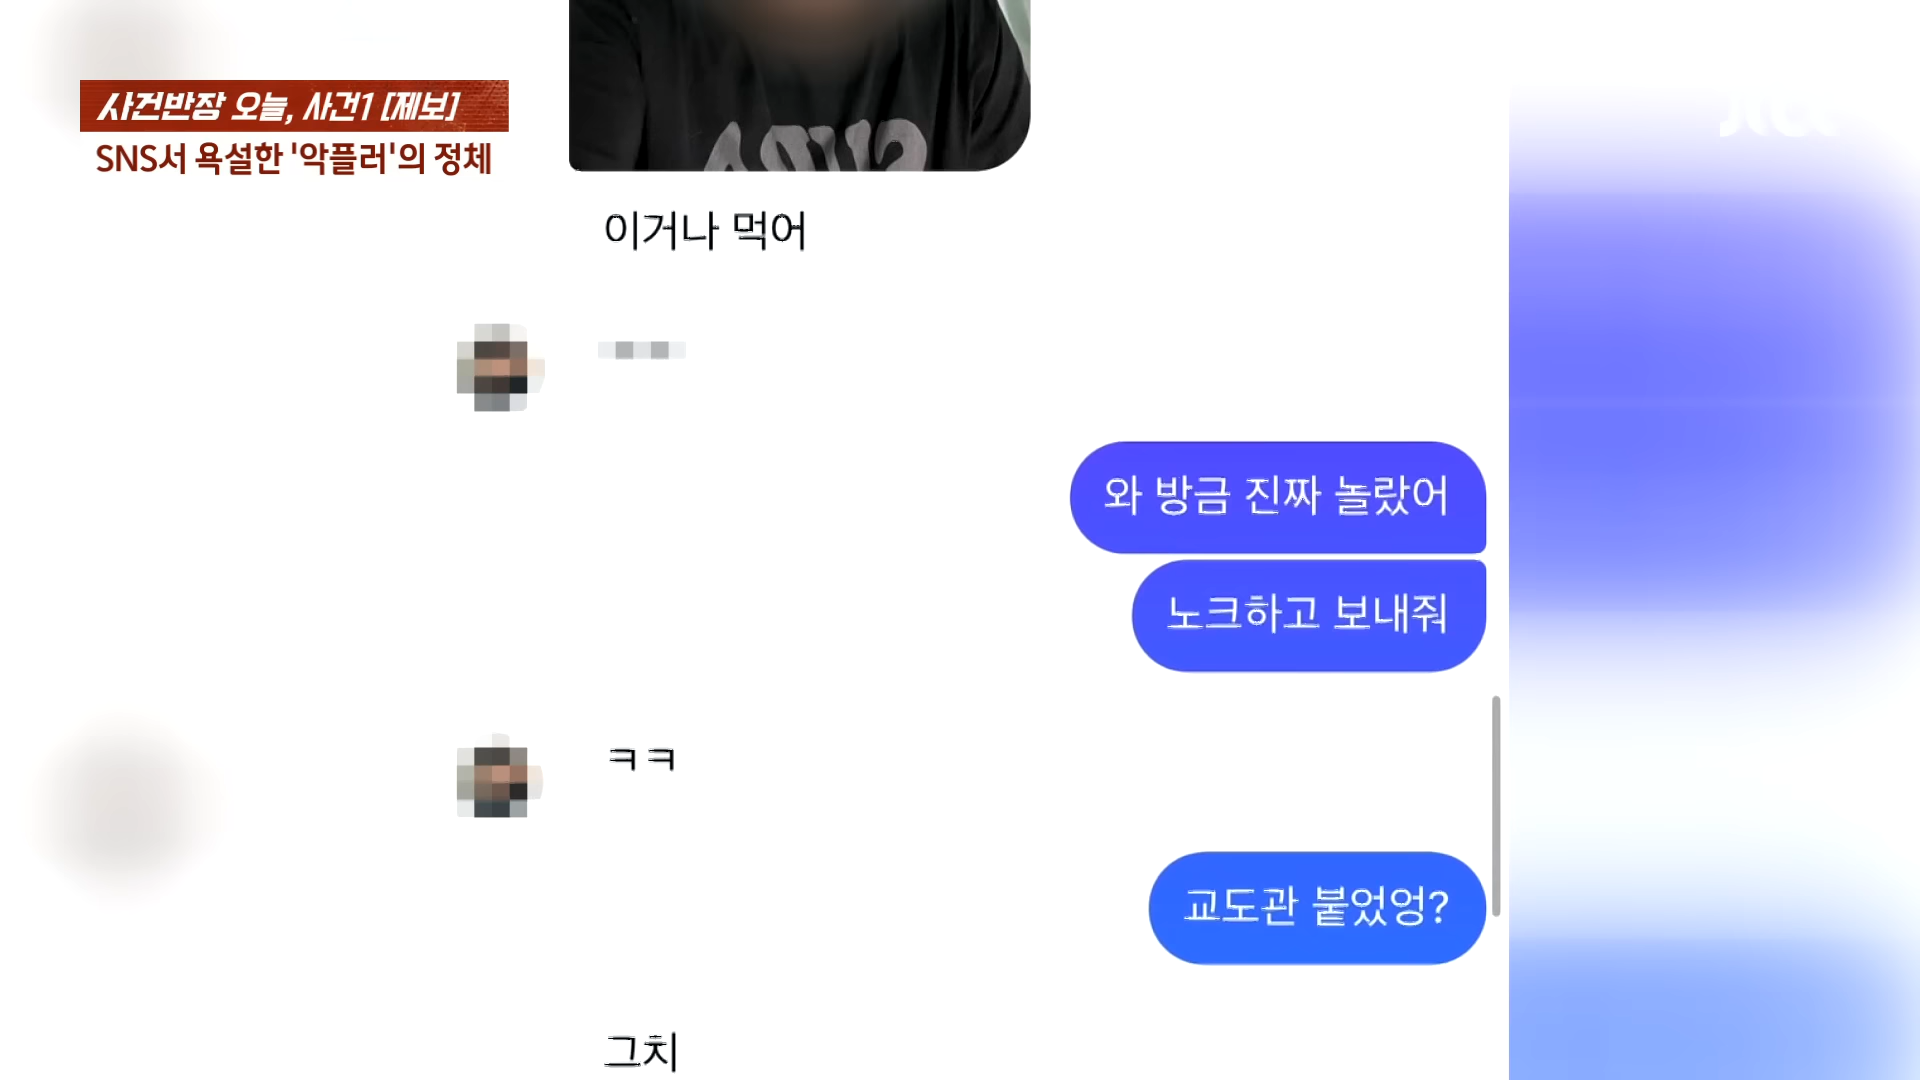 사건반장 오늘, 사건1 [제보]
SNS서 욕설한 '악플러'의 정체
이거나 먹어
와 방금 진짜 놀랐어
노크하고 보내줘
ㅋㅋ
교도관 붙었엉?
그치